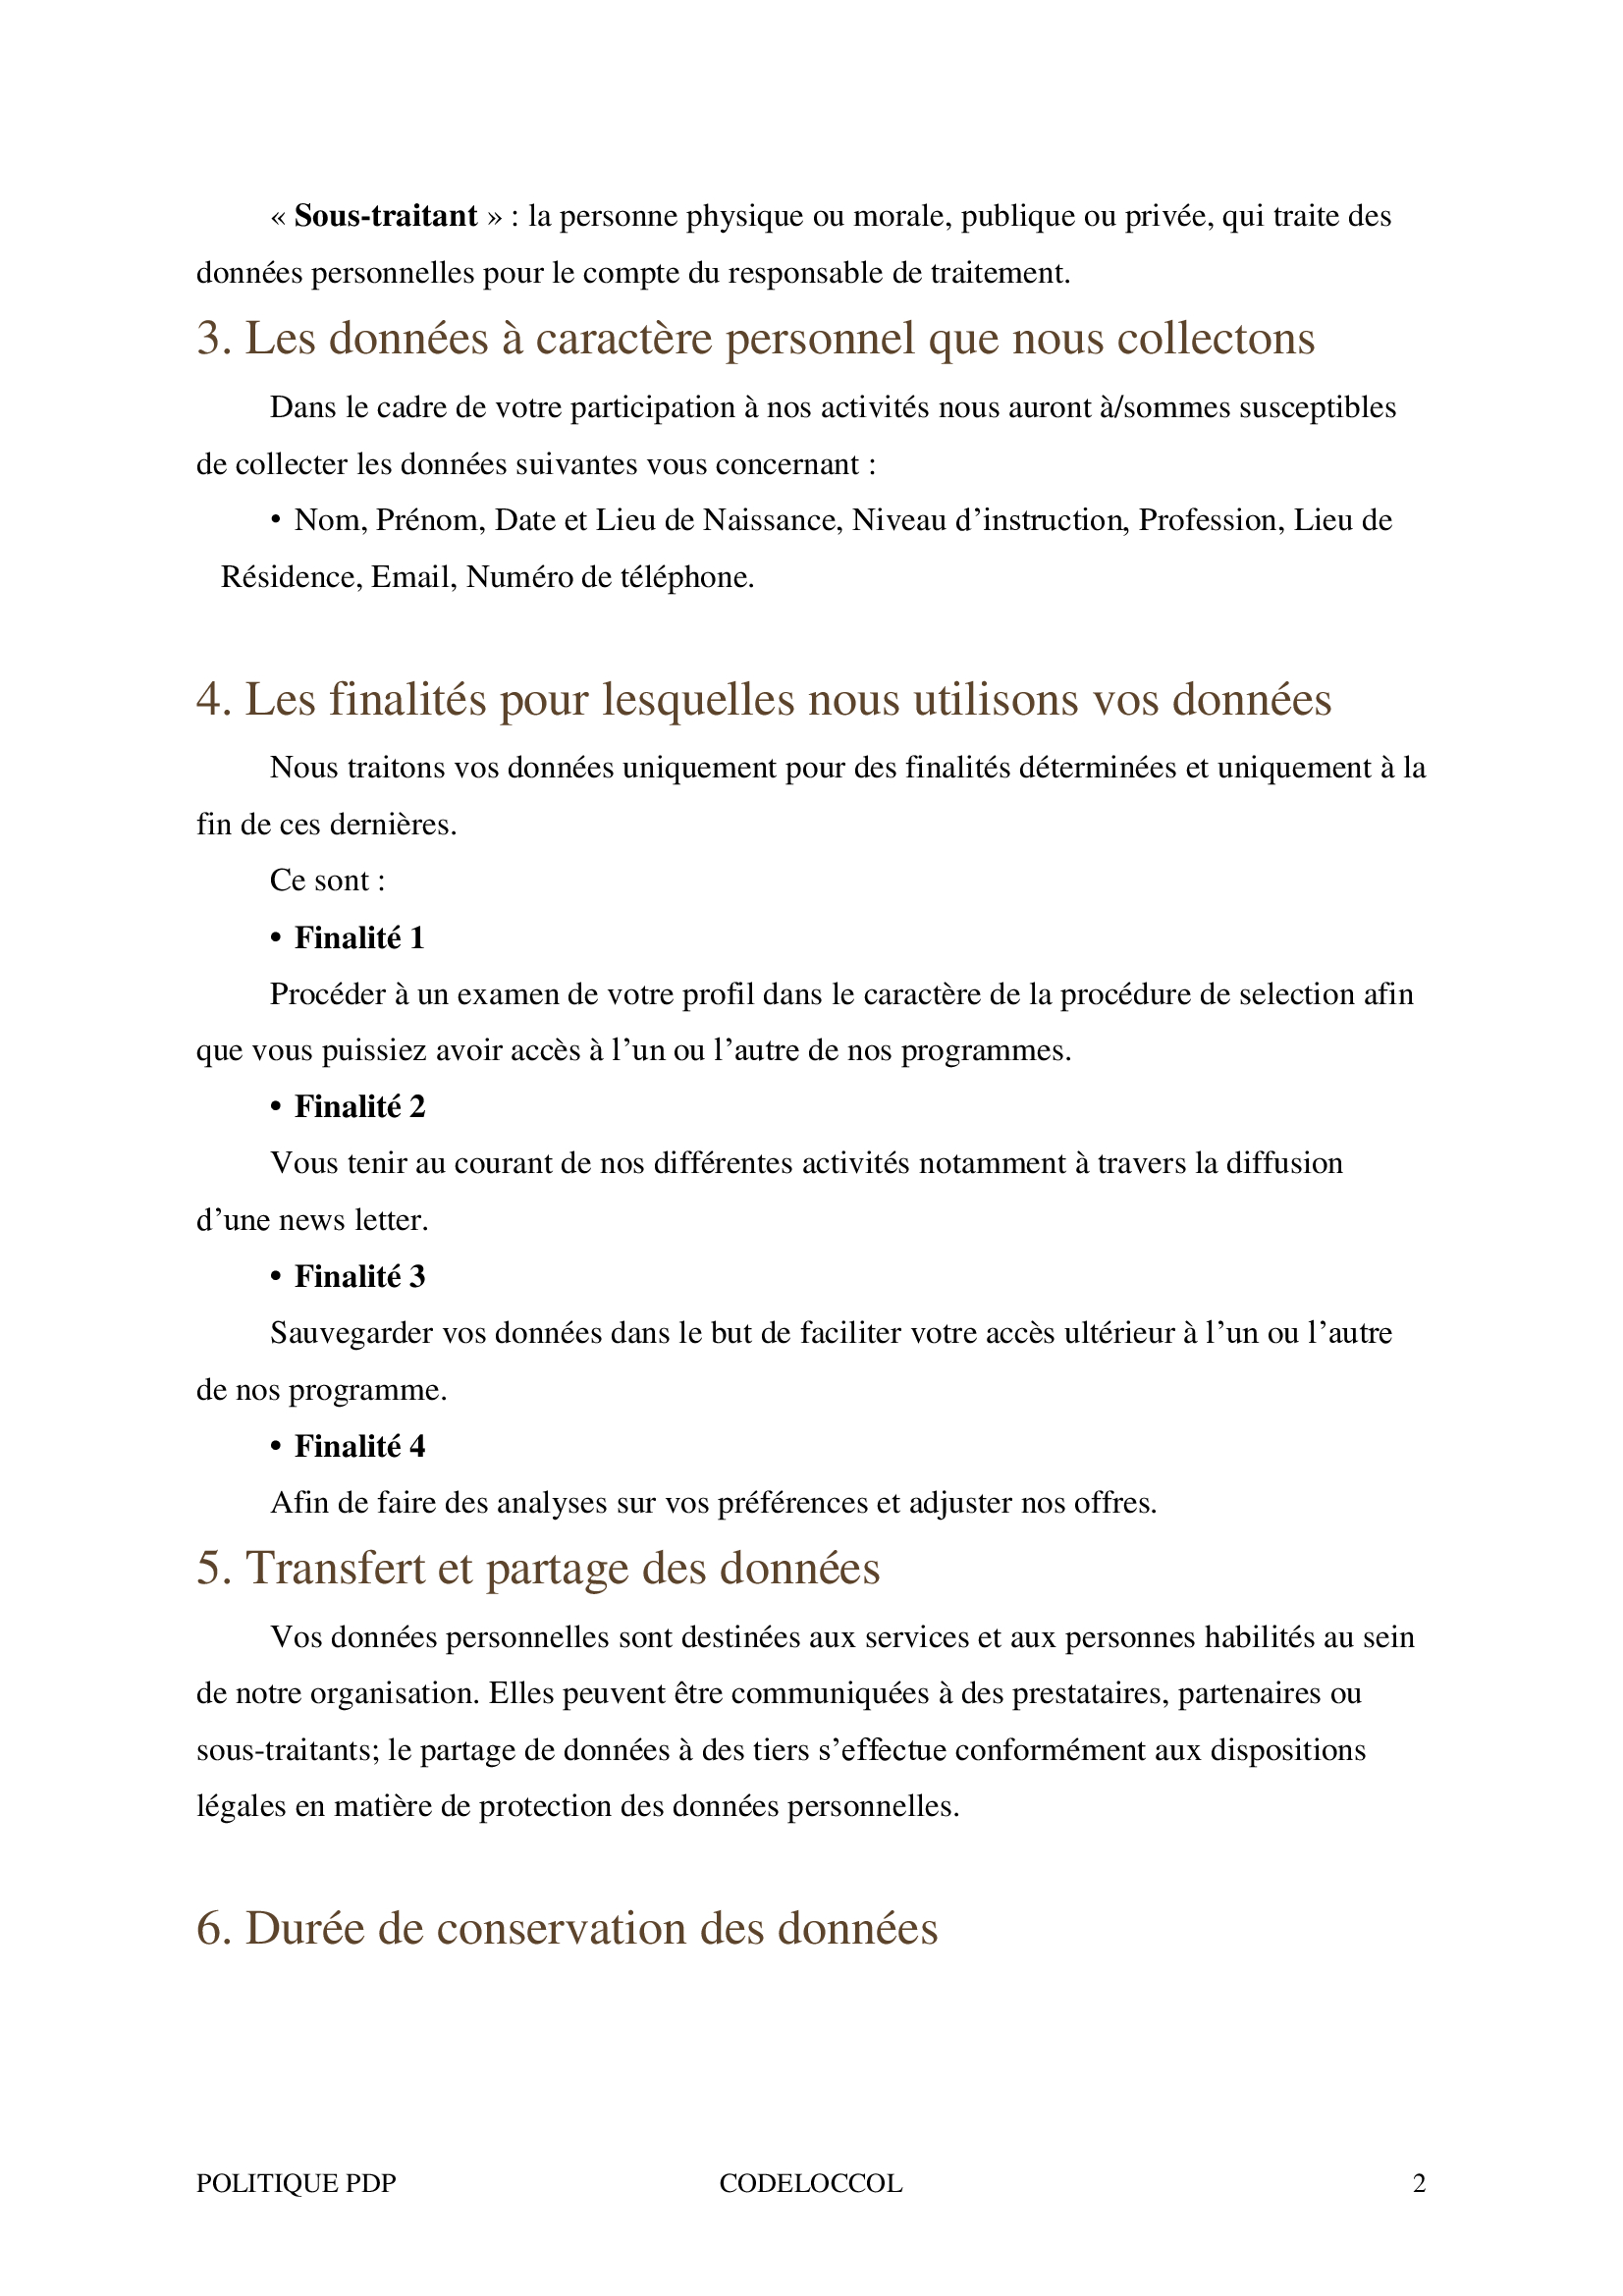 « Sous-traitant » : la personne physique ou morale, publique ou privée, qui traite des
données personnelles pour le compte du responsable de traitement.
3. Les données à caractère personnel que nous collectons
Dans le cadre de votre participation à nos activités nous auront à/sommes susceptibles
de collecter les données suivantes vous concernant :
• Nom, Prénom, Date et Lieu de Naissance, Niveau d’instruction, Profession, Lieu de
Résidence, Email, Numéro de téléphone.
4. Les finalités pour lesquelles nous utilisons vos données
Nous traitons vos données uniquement pour des finalités déterminées et uniquement à la
fin de ces dernières.
Ce sont :
• Finalité 1
Procéder à un examen de votre profil dans le caractère de la procédure de selection afin
que vous puissiez avoir accès à l’un ou l’autre de nos programmes.
• Finalité 2
Vous tenir au courant de nos différentes activités notamment à travers la diffusion
d’une news letter.
• Finalité 3
Sauvegarder vos données dans le but de faciliter votre accès ultérieur à l’un ou l’autre
de nos programme.
• Finalité 4
Afin de faire des analyses sur vos préférences et adjuster nos offres.
5. Transfert et partage des données
Vos données personnelles sont destinées aux services et aux personnes habilités au sein
de notre organisation. Elles peuvent être communiquées à des prestataires, partenaires ou
sous-traitants; le partage de données à des tiers s’effectue conformément aux dispositions
légales en matière de protection des données personnelles.
6. Durée de conservation des données
POLITIQUE PDP CODELOCCOL 2